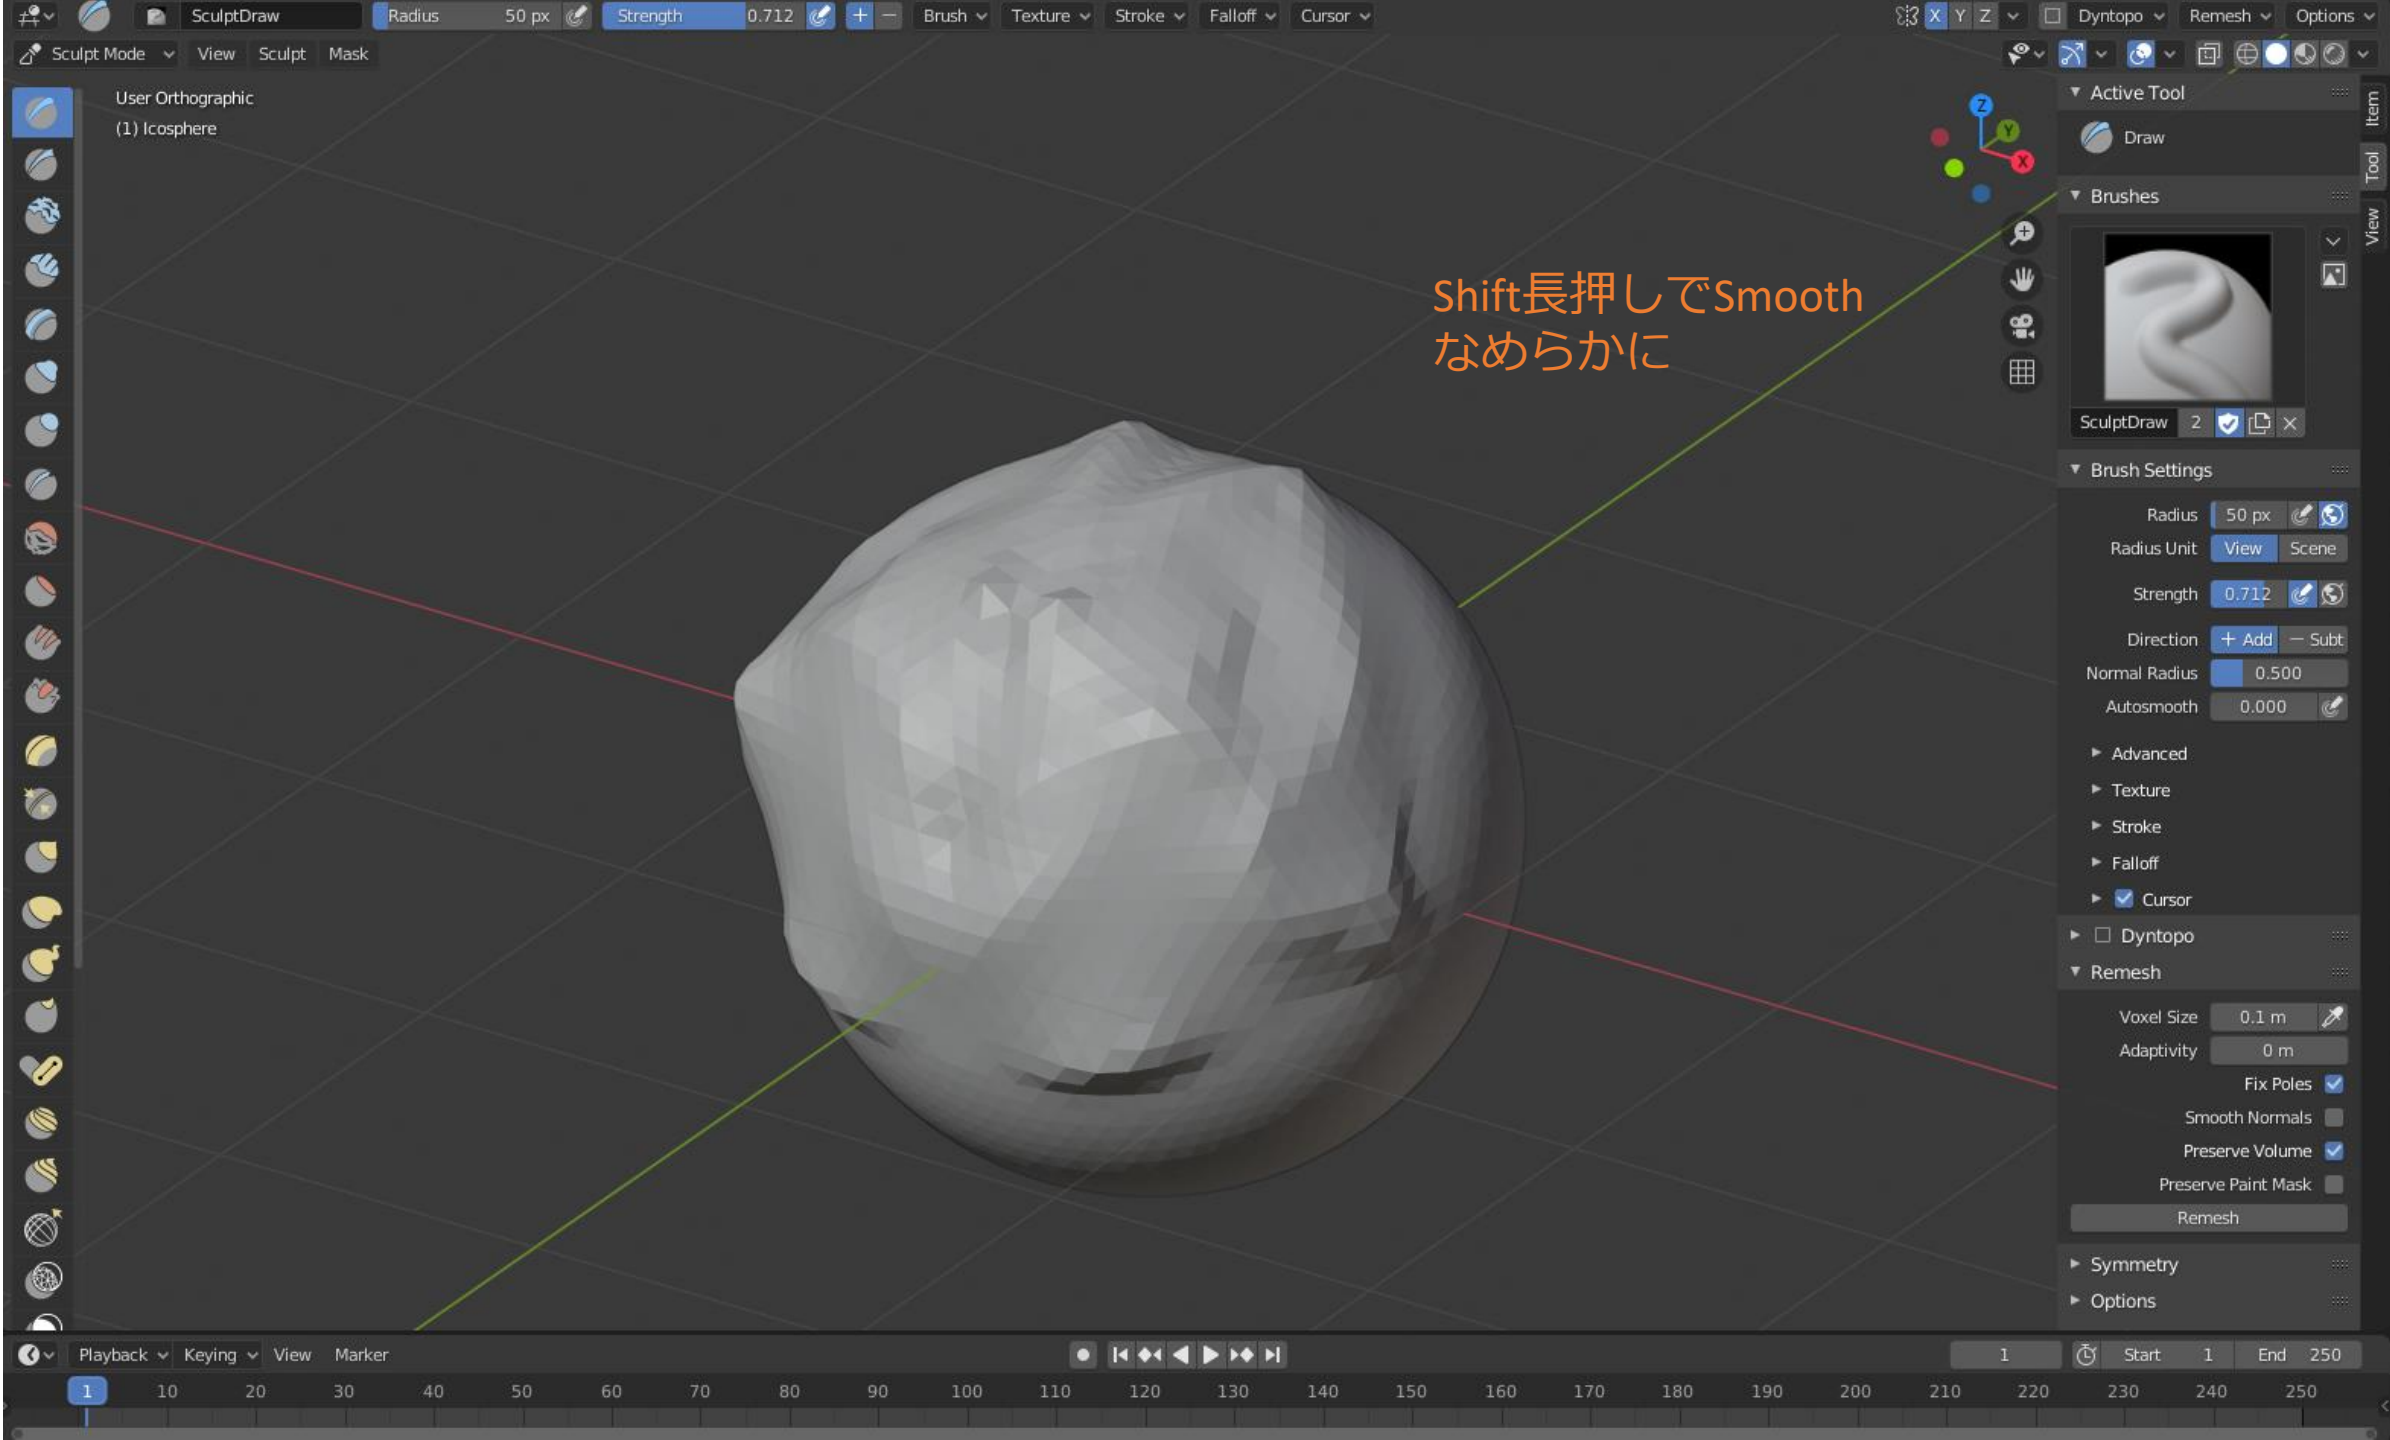 SculptDraw
Radius 50 px
Strength 0.712
+ −
Brush
Texture
Stroke
Falloff
Cursor
X Y Z
Dyntopo
Remesh
Options
Sculpt Mode
View
Sculpt
Mask
User Orthographic
(1) Icosphere
Z
Y
X
Shift長押しでSmooth
なめらかに
Item
Tool
View
Active Tool
Draw
Brushes
SculptDraw 2
Brush Settings
Radius 50 px
Radius Unit View Scene
Strength 0.712
Direction + Add − Subt
Normal Radius 0.500
Autosmooth 0.000
Advanced
Texture
Stroke
Falloff
Cursor
Dyntopo
Remesh
Voxel Size 0.1 m
Adaptivity 0 m
Fix Poles
Smooth Normals
Preserve Volume
Preserve Paint Mask
Remesh
Symmetry
Options
Playback
Keying
View
Marker
1
Start 1
End 250
1 10 20 30 40 50 60 70 80 90 100 110 120 130 140 150 160 170 180 190 200 210 220 230 240 250